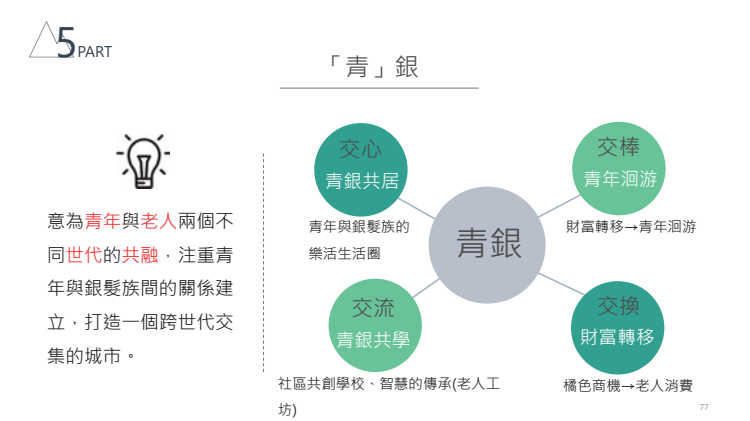 5 PART
「青」銀
意為青年與老人兩個不
同世代的共融，注重青
年與銀髮族間的關係建
立，打造一個跨世代交
集的城市。
交心
青銀共居
青年與銀髮族的
樂活生活圈
交棒
青年洄游
財富轉移→青年洄游
青銀
交流
青銀共學
社區共創學校、智慧的傳承(老人工
坊)
交換
財富轉移
橘色商機→老人消費
77